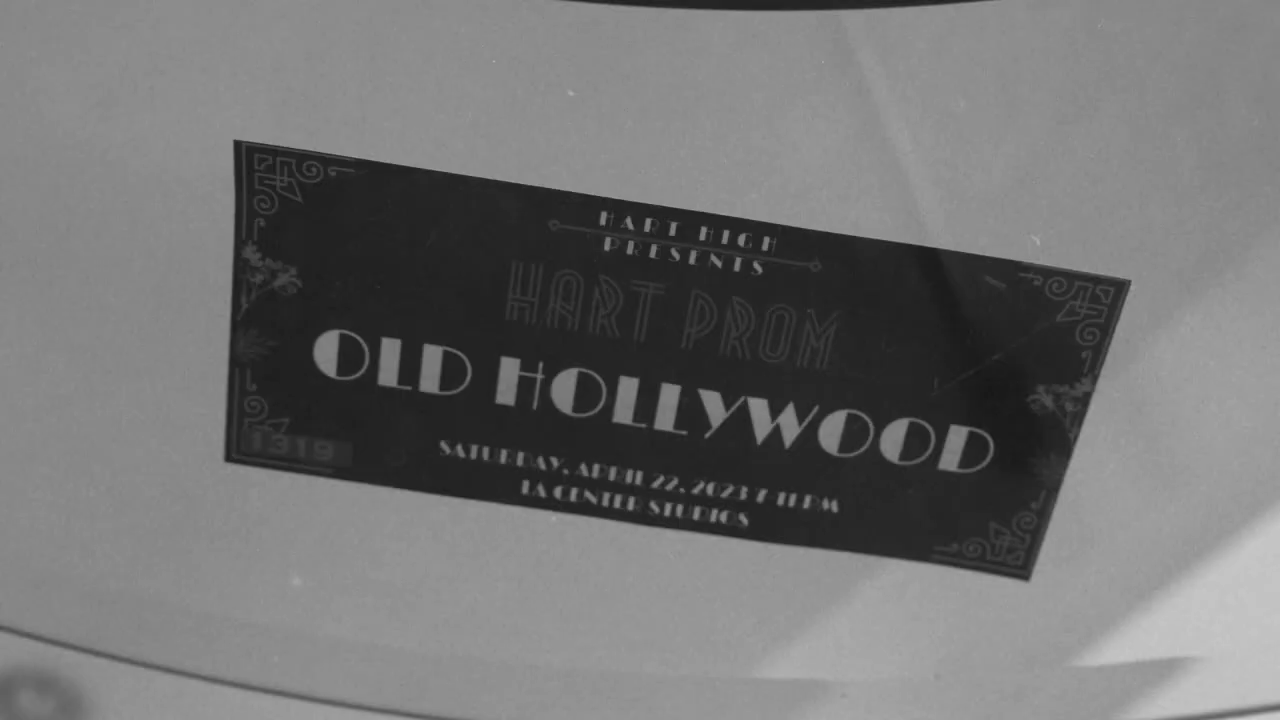 HART HIGH
PRESENTS
HART PROM
OLD HOLLYWOOD
SATURDAY, APRIL 22, 2023 7-11PM
LA CENTER STUDIOS
1319